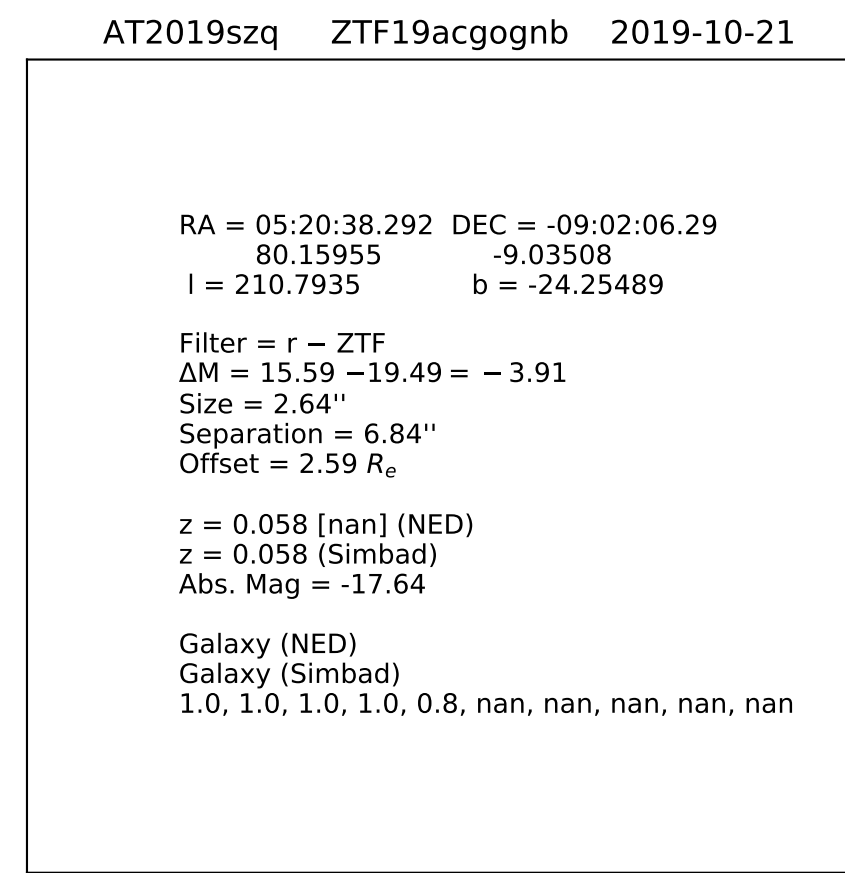 AT2019szq ZTF19acgognb 2019-10-21
RA = 05:20:38.292 DEC = -09:02:06.29
80.15955 -9.03508
l = 210.7935 b = -24.25489
Filter = r − ZTF
ΔM = 15.59 −19.49 = − 3.91
Size = 2.64''
Separation = 6.84''
Offset = 2.59 Rₑ
z = 0.058 [nan] (NED)
z = 0.058 (Simbad)
Abs. Mag = -17.64
Galaxy (NED)
Galaxy (Simbad)
1.0, 1.0, 1.0, 1.0, 0.8, nan, nan, nan, nan, nan